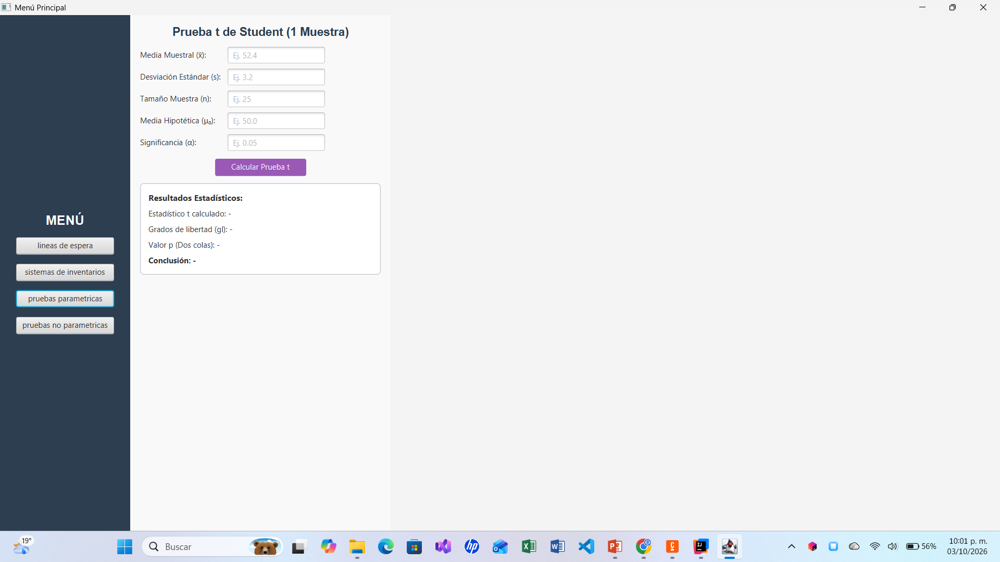 Menú Principal
Prueba t de Student (1 Muestra)
Media Muestral (x̄):
Ej. 52.4
Desviación Estándar (s):
Ej. 3.2
Tamaño Muestra (n):
Ej. 25
Media Hipotética (μ₀):
Ej. 50.0
Significancia (α):
Ej. 0.05
Calcular Prueba t
Resultados Estadísticos:
Estadístico t calculado: -
Grados de libertad (gl): -
Valor p (Dos colas): -
Conclusión: -
MENÚ
lineas de espera
sistemas de inventarios
pruebas parametricas
pruebas no parametricas
19°
Buscar
56%
10:01 p. m.
03/10/2026